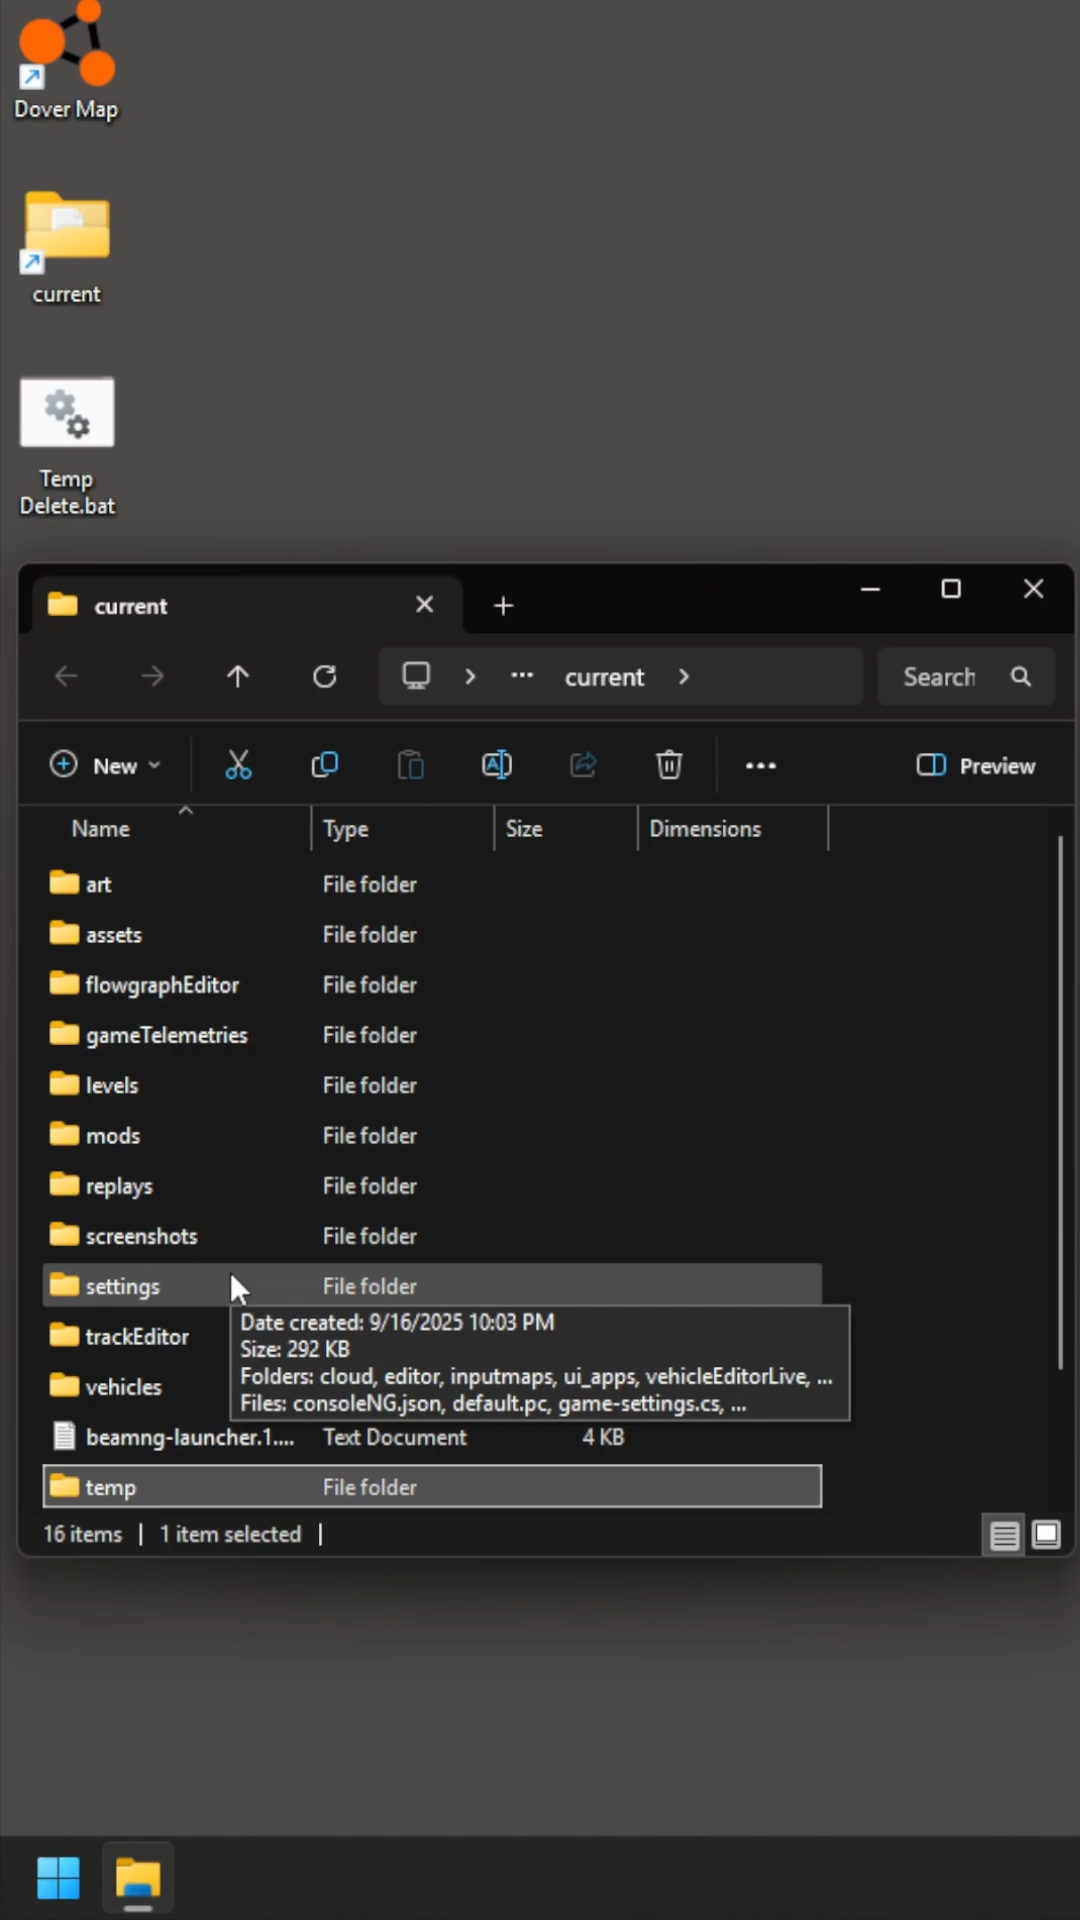 Dover Map
current
Temp
Delete.bat
current
current
Search
New
Preview
Name
Type
Size
Dimensions
art File folder
assets File folder
flowgraphEditor File folder
gameTelemetries File folder
levels File folder
mods File folder
replays File folder
screenshots File folder
settings File folder
Date created: 9/16/2025 10:03 PM
Size: 292 KB
Folders: cloud, editor, inputmaps, ui_apps, vehicleEditorLive, ...
Files: consoleNG.json, default.pc, game-settings.cs, ...
trackEditor
vehicles
beamng-launcher.1.... Text Document 4 KB
temp File folder
16 items | 1 item selected |